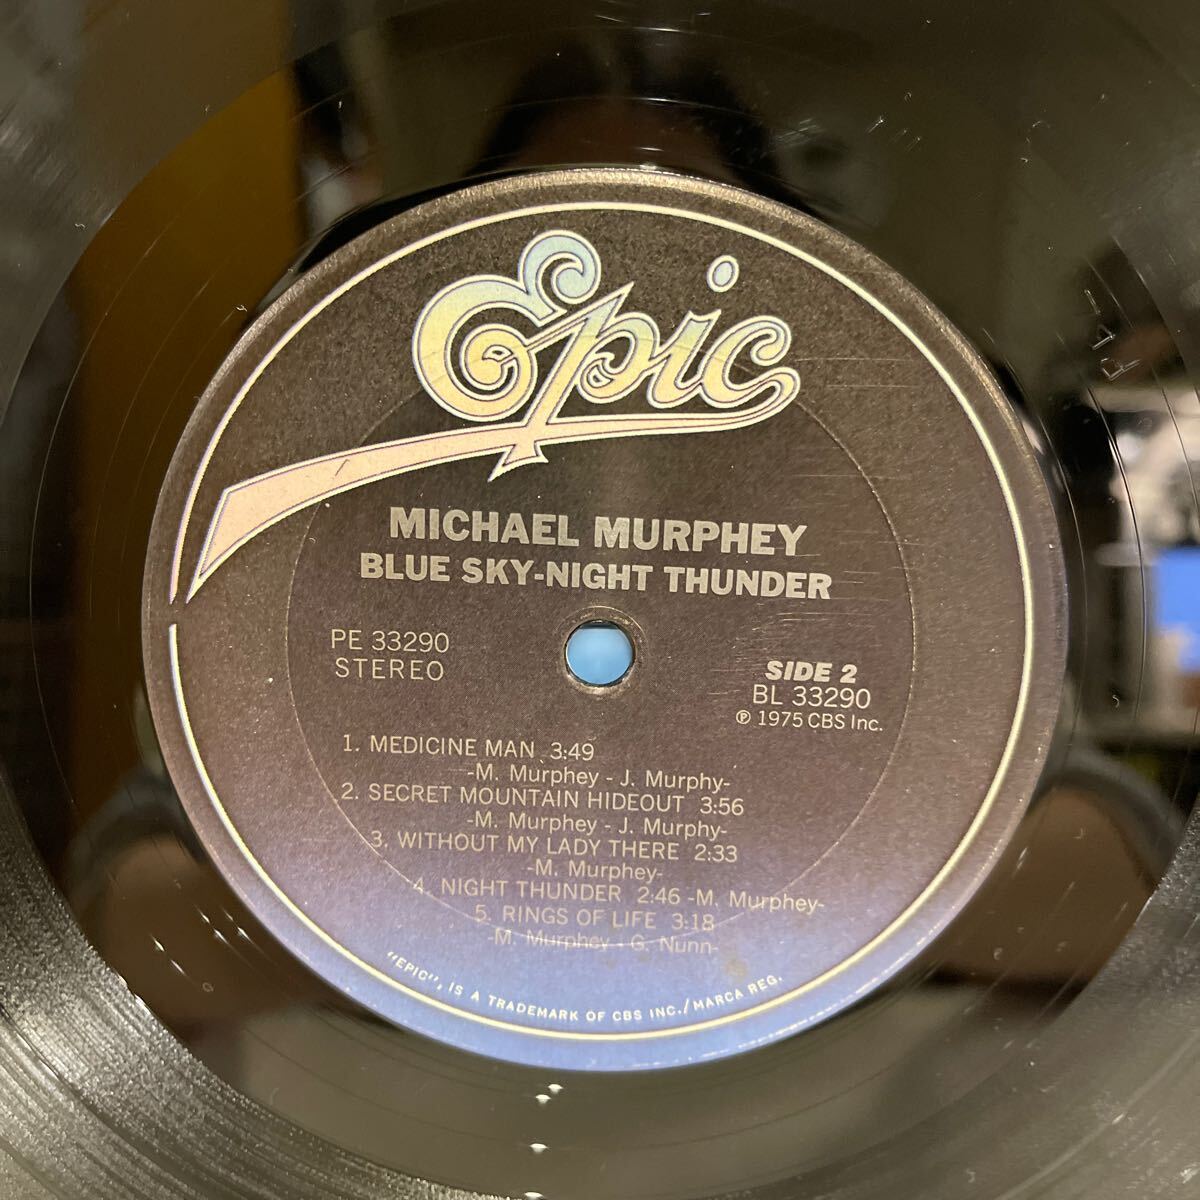 Epic
MICHAEL MURPHEY
BLUE SKY-NIGHT THUNDER
PE 33290
STEREO
SIDE 2
BL 33290
℗ 1975 CBS Inc.
1. MEDICINE MAN 3:49
-M. Murphey - J. Murphy-
2. SECRET MOUNTAIN HIDEOUT 3:56
-M. Murphey - J. Murphy-
3. WITHOUT MY LADY THERE 2:33
-M. Murphey-
4. NIGHT THUNDER 2:46 -M. Murphey-
5. RINGS OF LIFE 3:18
-M. Murphey - G. Nunn-
"EPIC", IS A TRADEMARK OF CBS INC./MARCA REG.